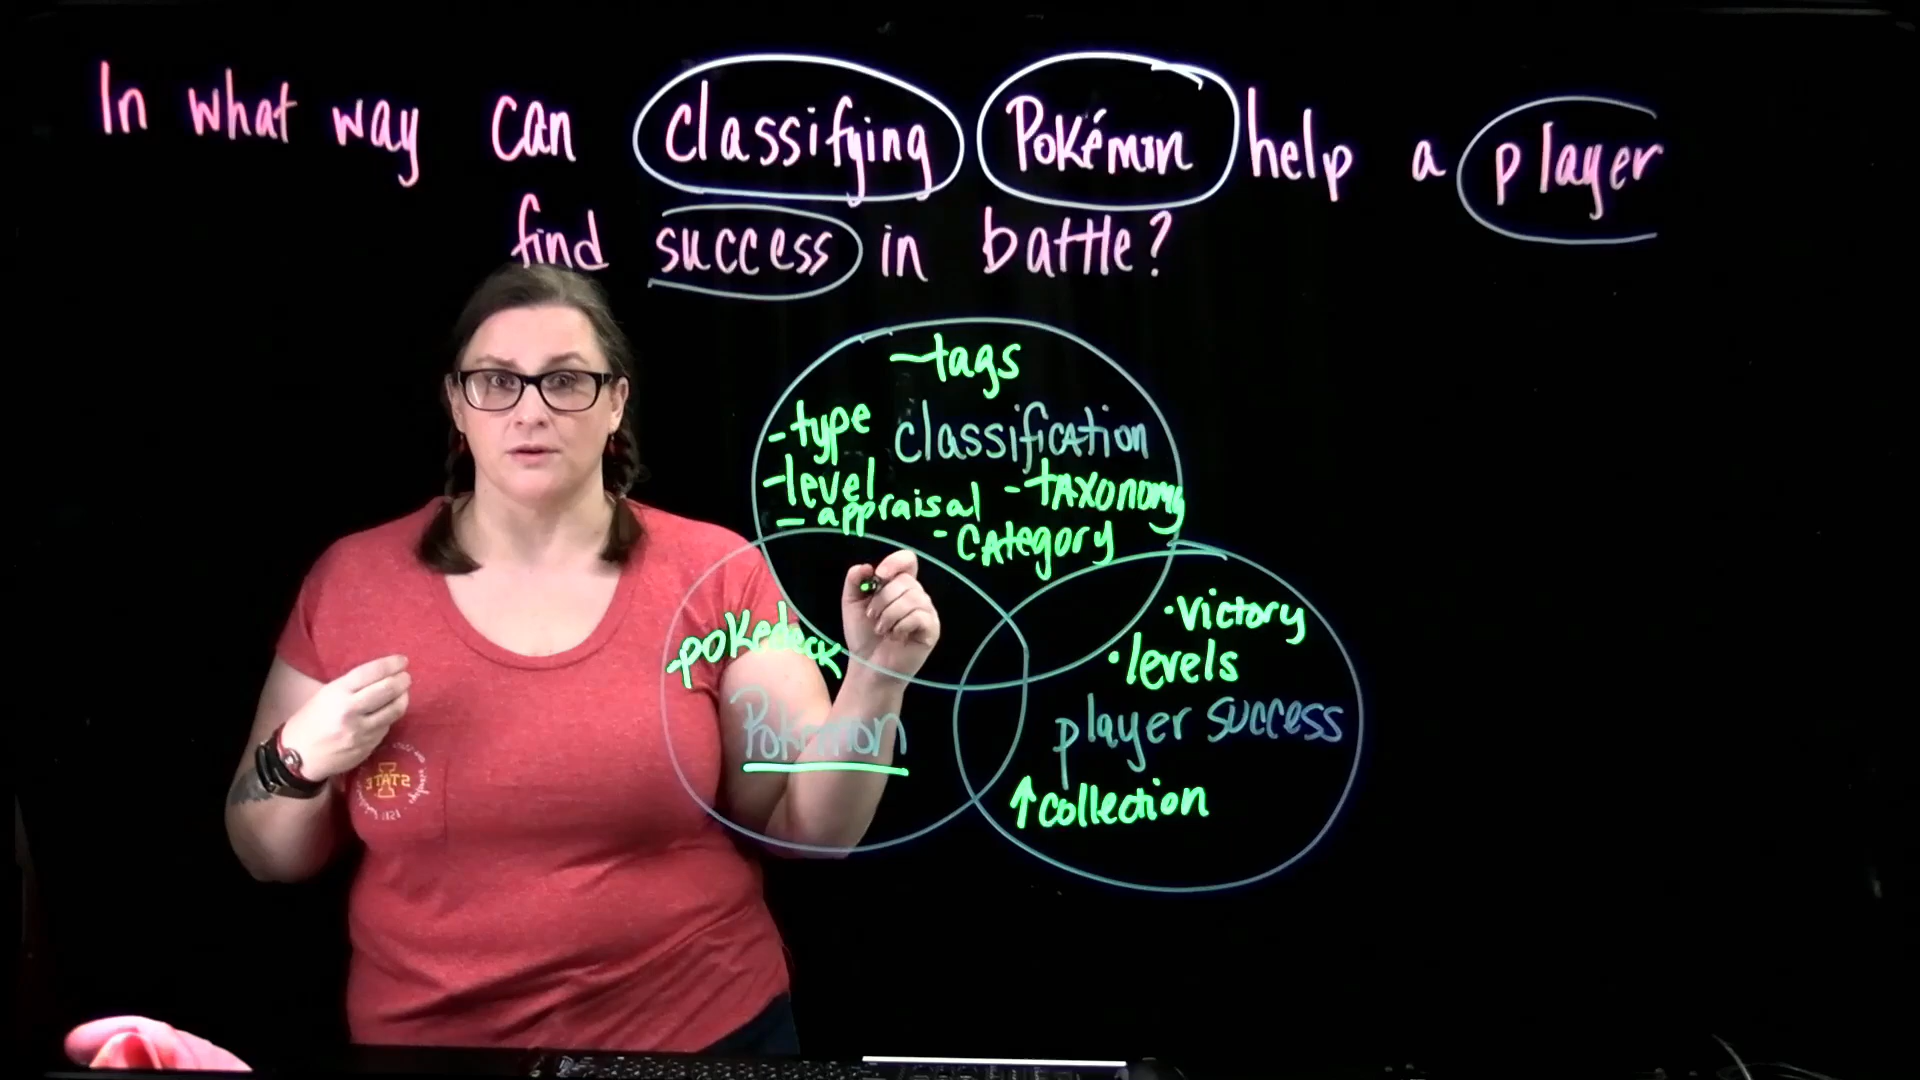 In what way can classifying Pokémon help a player
find success in battle?
-tags
-type
classification
-level
-taxonomy
- appraisal
-category
-pokedeck
Pokémon
•victory
•levels
player success
↑collection
STATE